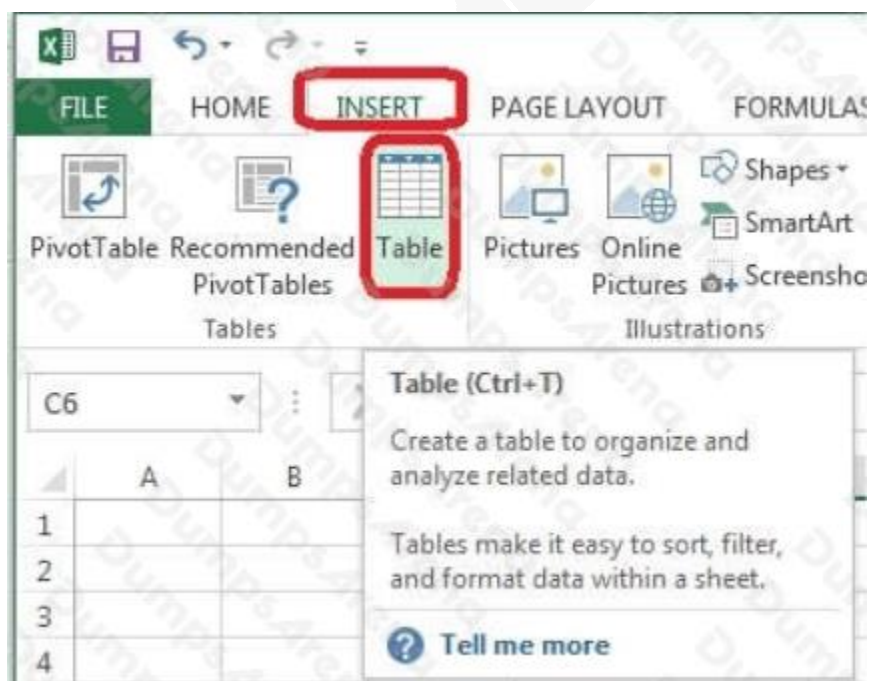 FILE HOME INSERT PAGE LAYOUT FORMULAS
PivotTable Recommended PivotTables Table Pictures Online Pictures Shapes
SmartArt
Screensho
Tables Illustrations
C6
Table (Ctrl+T)
Create a table to organize and
analyze related data.
Tables make it easy to sort, filter,
and format data within a sheet.
Tell me more
A B
1
2
3
4
DumpsArena